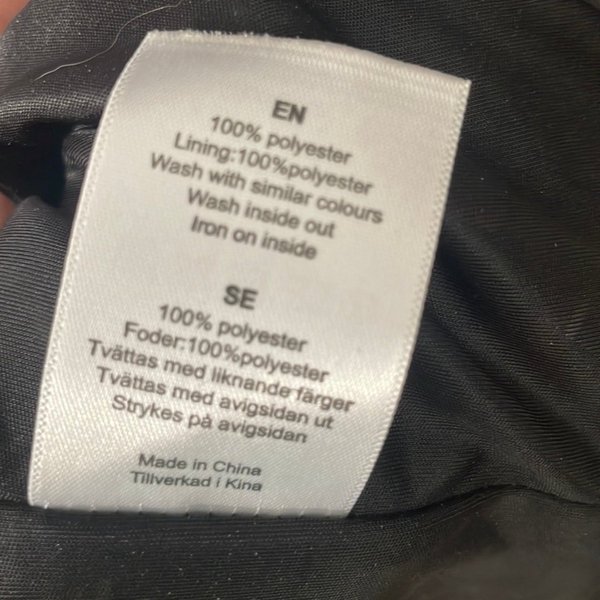 EN
100% polyester
Lining:100%polyester
Wash with similar colours
Wash inside out
Iron on inside
SE
100% polyester
Foder:100%polyester
Tvättas med liknande färger
Tvättas med avigsidan ut
Strykes på avigsidan
Made in China
Tillverkad i Kina